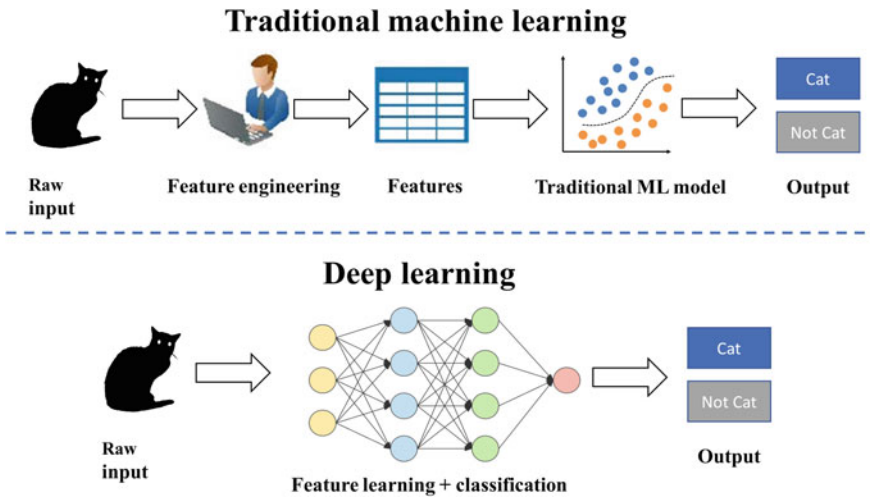 Traditional machine learning
Cat
Not Cat
Raw
input
Feature engineering
Features
Traditional ML model
Output
Deep learning
Cat
Not Cat
Raw
input
Feature learning + classification
Output